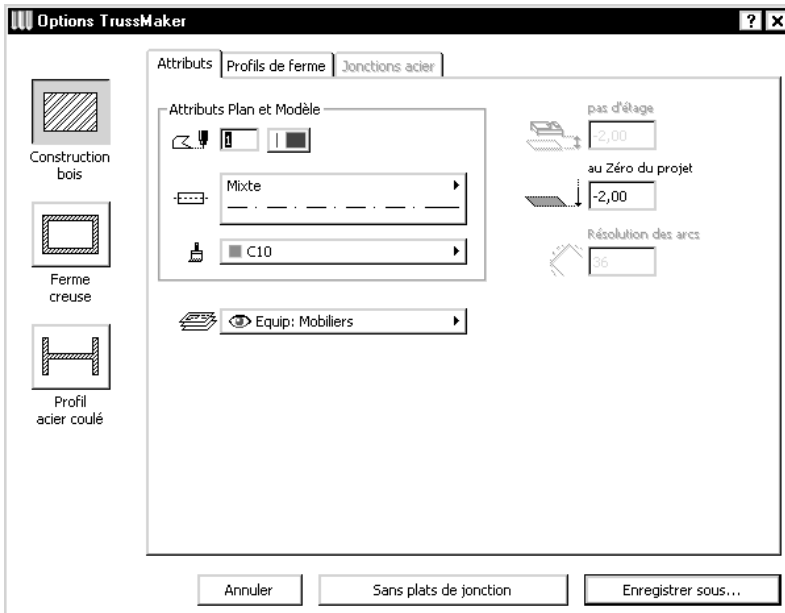 Options TrussMaker
Attributs
Profils de ferme
Jonctions acier
Construction
bois
Ferme
creuse
Profil
acier coulé
Attributs Plan et Modèle
1
Mixte
C10
Equip: Mobiliers
pas d'étage
-2,00
au Zéro du projet
-2,00
Résolution des arcs
36
Annuler
Sans plats de jonction
Enregistrer sous...